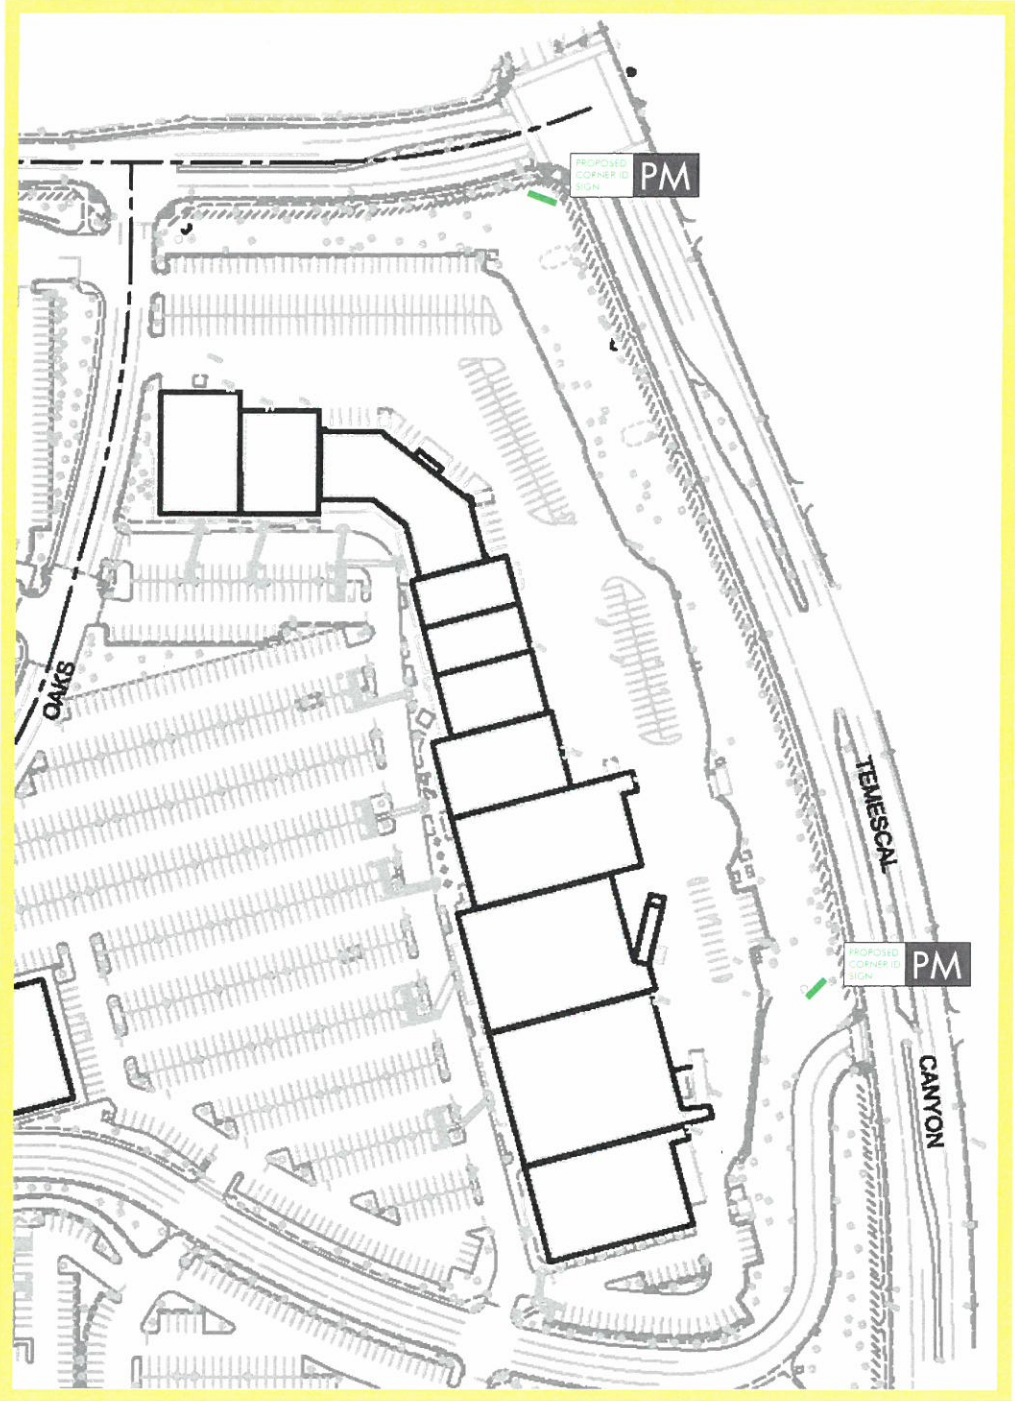 PROPOSED
CORNER ID
SIGN
PM
OAKS
TEMESCAL
PROPOSED
CORNER ID
SIGN
PM
CANYON